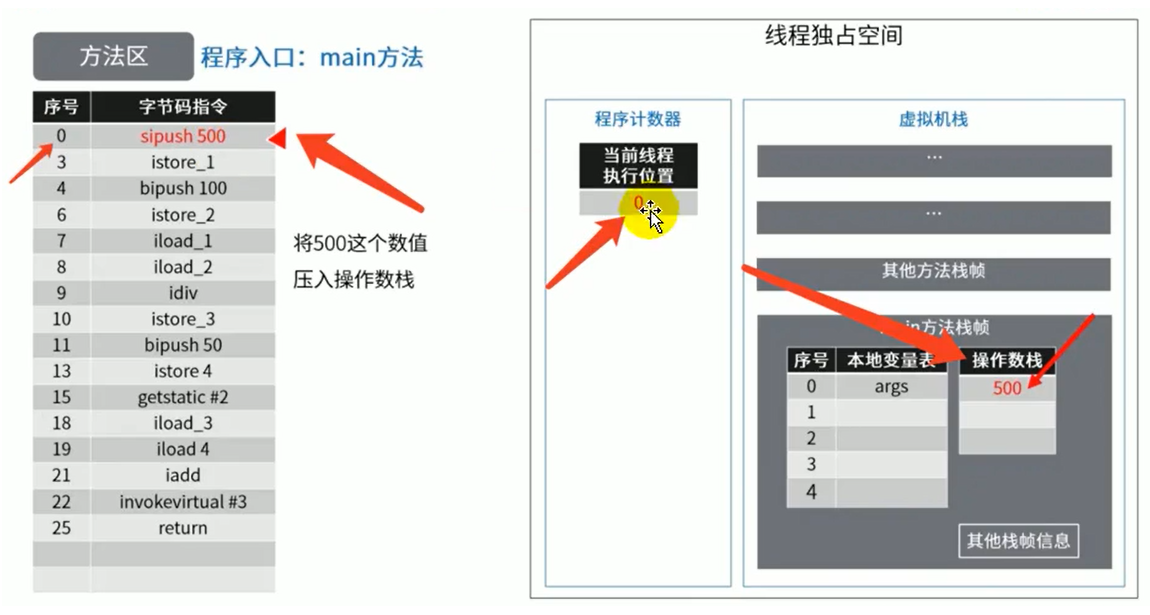 方法区
程序入口：main方法
序号 字节码指令
0 sipush 500
3 istore_1
4 bipush 100
6 istore_2
7 iload_1
8 iload_2
9 idiv
10 istore_3
11 bipush 50
13 istore 4
15 getstatic #2
18 iload_3
19 iload 4
21 iadd
22 invokevirtual #3
25 return
将500这个数值
压入操作数栈
线程独占空间
程序计数器
当前线程
执行位置
0
虚拟机栈
...
...
其他方法栈帧
main方法栈帧
序号 本地变量表
0 args
1
2
3
4
操作数栈
500
其他栈帧信息